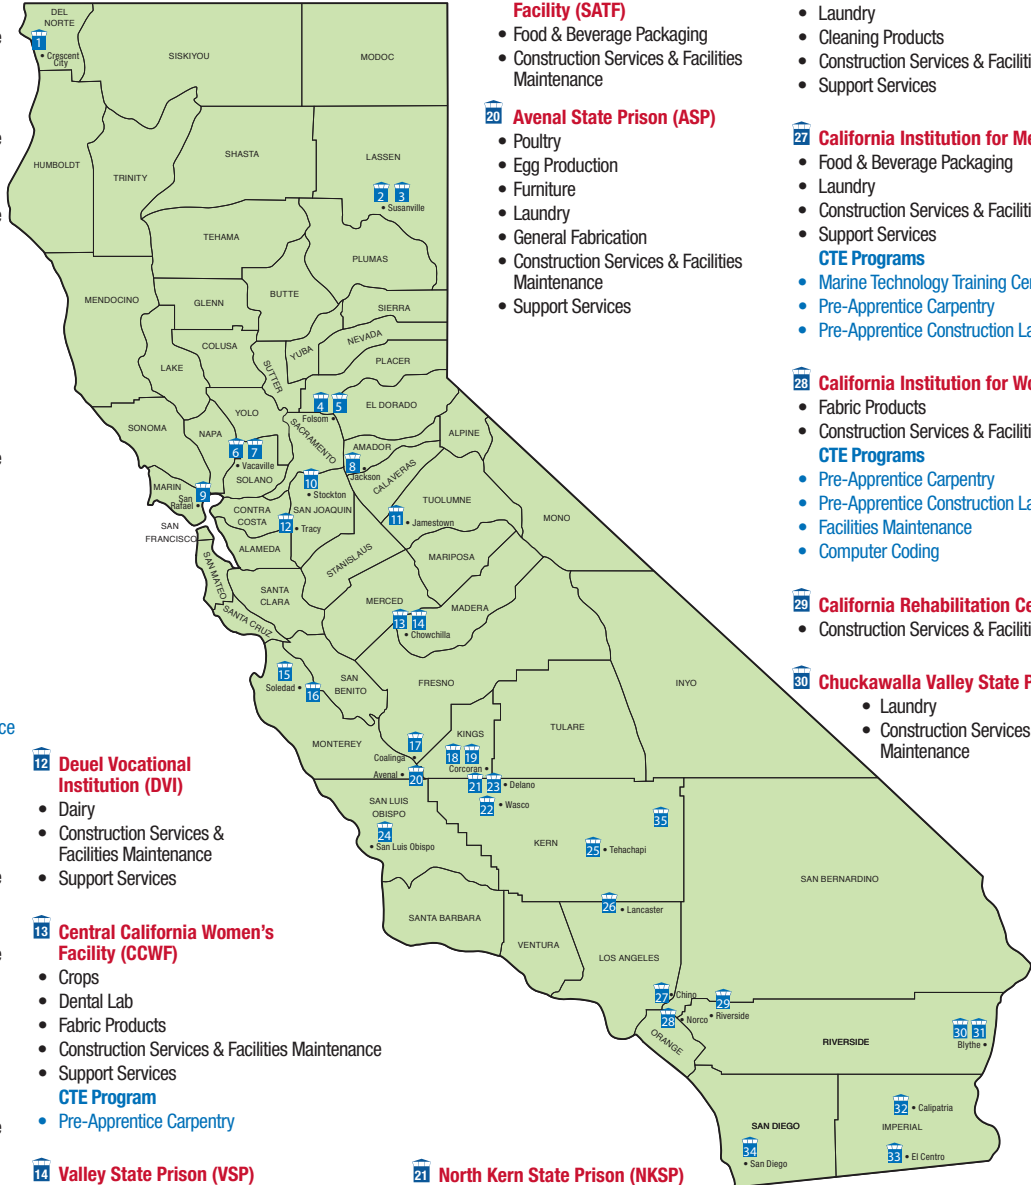 DEL
NORTE
1
• Crescent
City
SISKIYOU
MODOC
HUMBOLDT
TRINITY
SHASTA
LASSEN
2
3
• Susanville
TEHAMA
PLUMAS
MENDOCINO
GLENN
BUTTE
SIERRA
COLUSA
YUBA
NEVADA
LAKE
SUTTER
PLACER
4
5
Folsom •
EL DORADO
SONOMA
NAPA
YOLO
SACRAMENTO
ALPINE
6
7
• Vacaville
AMADOR
8
Jackson
SOLANO
CALAVERAS
MARIN
San
Rafael •
9
10
• Stockton
TUOLUMNE
MONO
CONTRA
COSTA
SAN JOAQUIN
11
• Jamestown
SAN
FRANCISCO
12
• Tracy
ALAMEDA
STANISLAUS
MARIPOSA
SAN MATEO
SANTA
CLARA
MERCED
MADERA
SANTA CRUZ
13
14
• Chowchilla
15
Soledad •
16
SAN
BENITO
FRESNO
INYO
MONTEREY
17
Coalinga
KINGS
TULARE
18
19
Corcoran •
Avenal •
20
21
23
• Delano
22
• Wasco
SAN LUIS
OBISPO
24
• San Luis Obispo
KERN
35
25
• Tehachapi
SAN BERNARDINO
26
• Lancaster
SANTA BARBARA
VENTURA
LOS ANGELES
27
• Chino
29
• Riverside
28
• Norco
ORANGE
RIVERSIDE
30
31
Blythe •
32
• Calipatria
SAN DIEGO
IMPERIAL
34
• San Diego
33
• El Centro
ce
12 Deuel Vocational
Institution (DVI)
• Dairy
• Construction Services &
Facilities Maintenance
• Support Services
13 Central California Women's
Facility (CCWF)
• Crops
• Dental Lab
• Fabric Products
• Construction Services & Facilities Maintenance
• Support Services
CTE Program
• Pre-Apprentice Carpentry
14 Valley State Prison (VSP)
Facility (SATF)
• Food & Beverage Packaging
• Construction Services & Facilities
Maintenance
20 Avenal State Prison (ASP)
• Poultry
• Egg Production
• Furniture
• Laundry
• General Fabrication
• Construction Services & Facilities
Maintenance
• Support Services
21 North Kern State Prison (NKSP)
• Laundry
• Cleaning Products
• Construction Services & Faciliti
• Support Services
27 California Institution for Me
• Food & Beverage Packaging
• Laundry
• Construction Services & Faciliti
• Support Services
CTE Programs
• Marine Technology Training Cer
• Pre-Apprentice Carpentry
• Pre-Apprentice Construction La
28 California Institution for Wo
• Fabric Products
• Construction Services & Faciliti
CTE Programs
• Pre-Apprentice Carpentry
• Pre-Apprentice Construction La
• Facilities Maintenance
• Computer Coding
29 California Rehabilitation Ce
• Construction Services & Faciliti
30 Chuckawalla Valley State P
• Laundry
• Construction Services
Maintenance